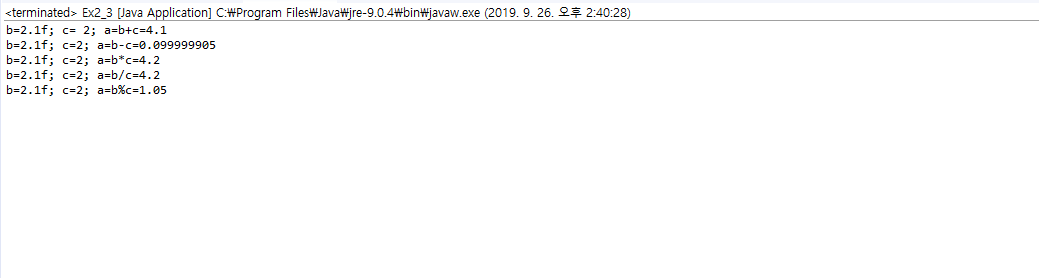 <terminated> Ex2_3 [Java Application] C:₩Program Files₩Java₩jre-9.0.4₩bin₩javaw.exe (2019. 9. 26. 오후 2:40:28)
b=2.1f; c= 2; a=b+c=4.1
b=2.1f; c=2; a=b-c=0.099999905
b=2.1f; c=2; a=b*c=4.2
b=2.1f; c=2; a=b/c=4.2
b=2.1f; c=2; a=b%c=1.05